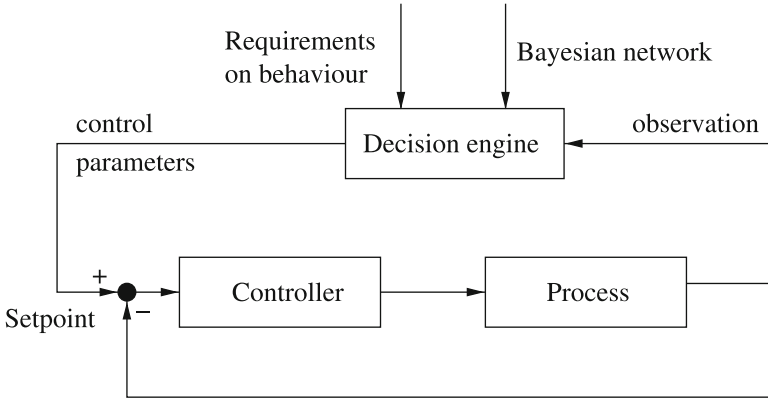 Requirements
on behaviour
Bayesian network
control
parameters
Decision engine
observation
+
Setpoint
−
Controller
Process